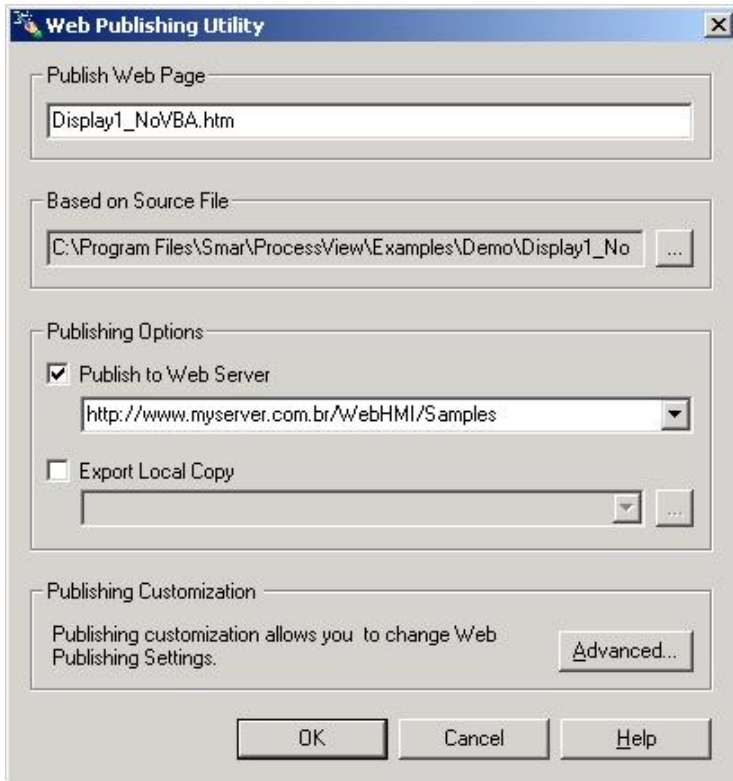 Web Publishing Utility
Publish Web Page
Display1_NoVBA.htm
Based on Source File
C:\Program Files\Smar\ProcessView\Examples\Demo\Display1_No
...
Publishing Options
Publish to Web Server
http://www.myserver.com.br/WebHMI/Samples
Export Local Copy
...
Publishing Customization
Publishing customization allows you to change Web
Publishing Settings.
Advanced...
OK
Cancel
Help